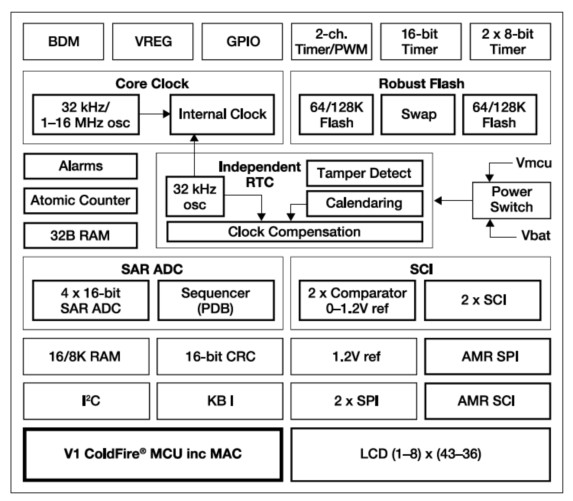 BDM
VREG
GPIO
2-ch.
Timer/PWM
16-bit
Timer
2 x 8-bit
Timer
Core Clock
32 kHz/
1–16 MHz osc
Internal Clock
Robust Flash
64/128K
Flash
Swap
64/128K
Flash
Alarms
Atomic Counter
32B RAM
Independent
RTC
32 kHz
osc
Tamper Detect
Calendaring
Clock Compensation
Vmcu
Power
Switch
Vbat
SAR ADC
4 x 16-bit
SAR ADC
Sequencer
(PDB)
SCI
2 x Comparator
0–1.2V ref
2 x SCI
16/8K RAM
16-bit CRC
1.2V ref
AMR SPI
I²C
KB I
2 x SPI
AMR SCI
V1 ColdFire® MCU inc MAC
LCD (1–8) x (43–36)